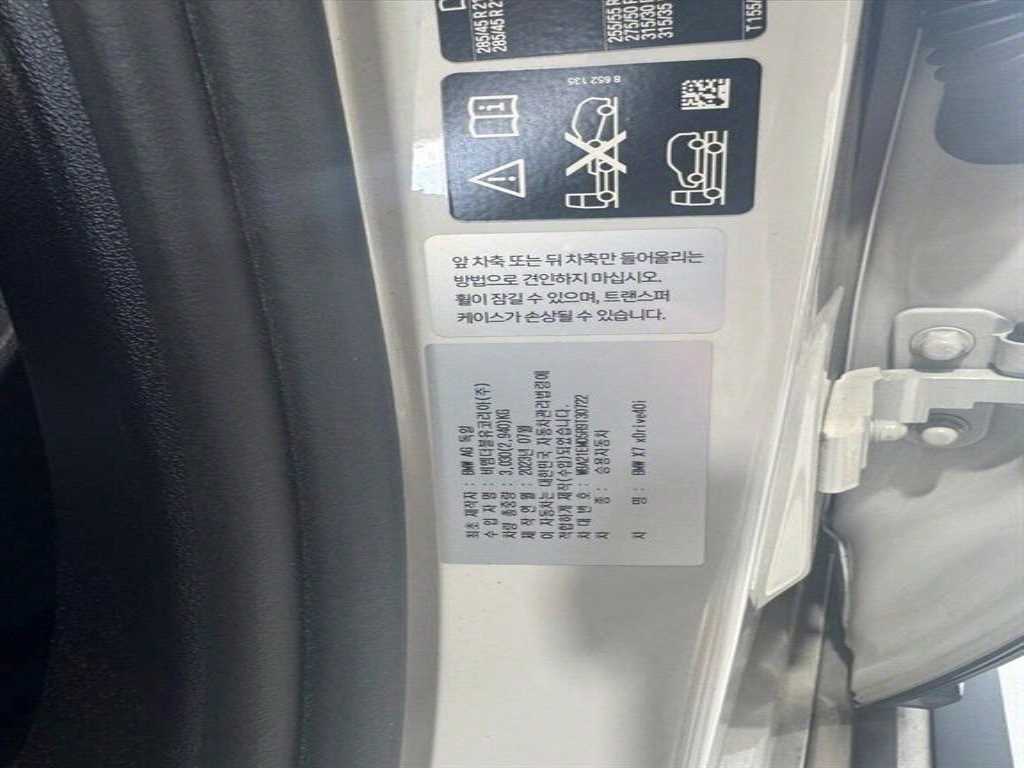 285/45 R 2
285/45 R 2
255/55 R
275/50 R
315/30
315/35
T155/
8 652 135
앞 차축 또는 뒤 차축만 들어올리는
방법으로 견인하지 마십시오.
휠이 잠길 수 있으며, 트랜스퍼
케이스가 손상될 수 있습니다.
최초 제작자 : BMW AG 독일
수 입 자 명 : 비엠더블유코리아(주)
차량 총중량 : 3,030(2,940)KG
제 작 연 월 : 2023년 07월
이 자동차는 대한민국 자동차관리법령에
적합하게 제작(수입)되었습니다.
차 대 번 호 :
차 종 : 승용자동차
차 명 : BMW X7 xDrive40i